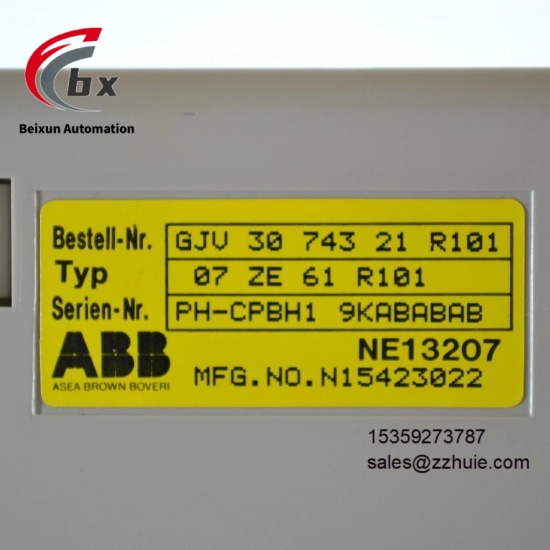 bx
Beixun Automation
Bestell-Nr. GJV 30 743 21 R101
Typ 07 ZE 61 R101
Serien-Nr. PH-CPBH1 9KABABAB
ABB NE13207
ASEA BROWN BOVERI MFG.NO.N15423022
15359273787
sales@zzhuie.com